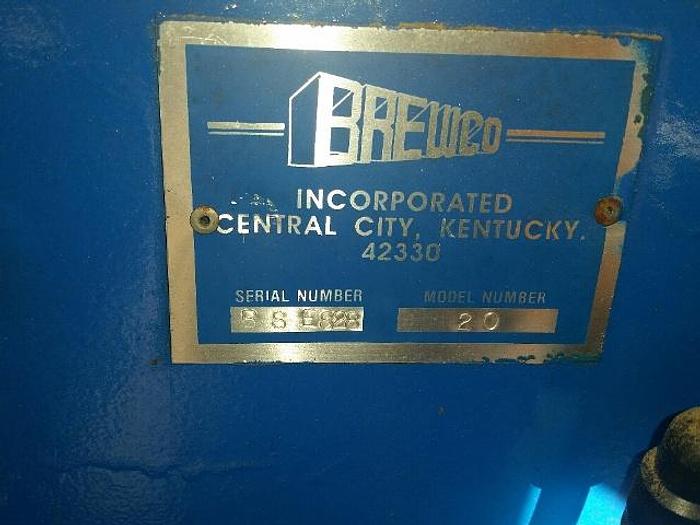 BREWCO
INCORPORATED
CENTRAL CITY, KENTUCKY.
42330
SERIAL NUMBER MODEL NUMBER
20